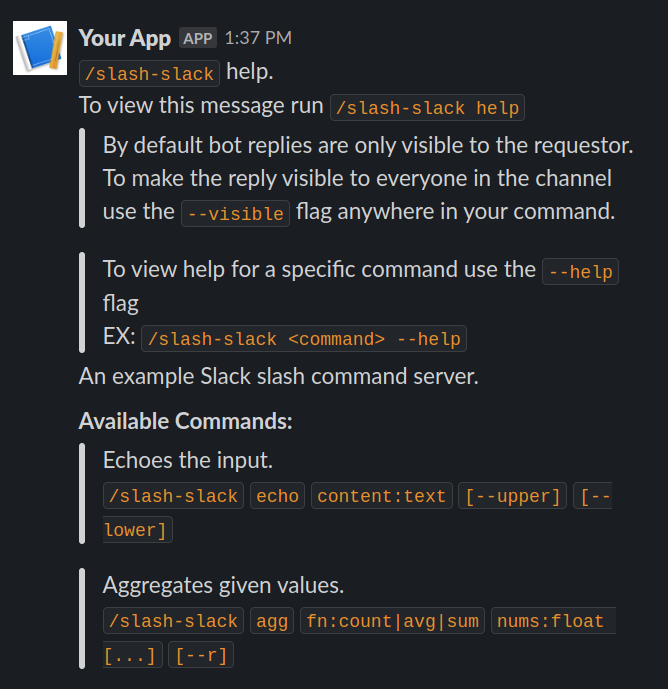 Your App APP 1:37 PM
/slash-slack help.
To view this message run /slash-slack help
By default bot replies are only visible to the requestor.
To make the reply visible to everyone in the channel
use the --visible flag anywhere in your command.
To view help for a specific command use the --help
flag
EX: /slash-slack <command> --help
An example Slack slash command server.
Available Commands:
Echoes the input.
/slash-slack echo content:text [--upper] [--
lower]
Aggregates given values.
/slash-slack agg fn:count|avg|sum nums:float
[...] [--r]